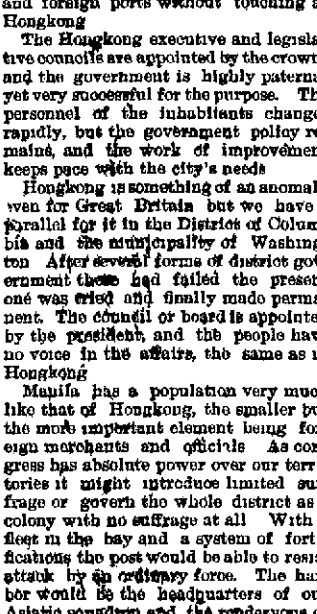 and foreign ports without touching a
Hongkong
The Hongkong executive and legisla
tive councils are appointed by the crown
and the government is highly paterna
yet very successful for the purpose. Th
personnel of the inhabitants change
rapidly, but the government policy re
mains, and the work of improvemen
keeps pace with the city's needs
Hongkong is something of an anomal
even for Great Britain but we have
parallel for it in the District of Colum
bia and the municipality of Washing
ton After several forms of district gov
ernment there had failed the presen
one was tried and finally made perma
nent. The council or board is appointe
by the president, and the people hav
no voice in the affairs, the same as i
Hongkong
Manila has a population very muc
like that of Hongkong, the smaller bu
the more important element being for
eign merchants and officials As con
gress has absolute power over our terr
tories it might introduce limited suf
frage or govern the whole district as
colony with no suffrage at all With
fleet in the bay and a system of fort
fications the post would be able to resis
attack by an ordinary force. The har
bor would be the headquarters of ou
Asiatic squadron and the rendezvous